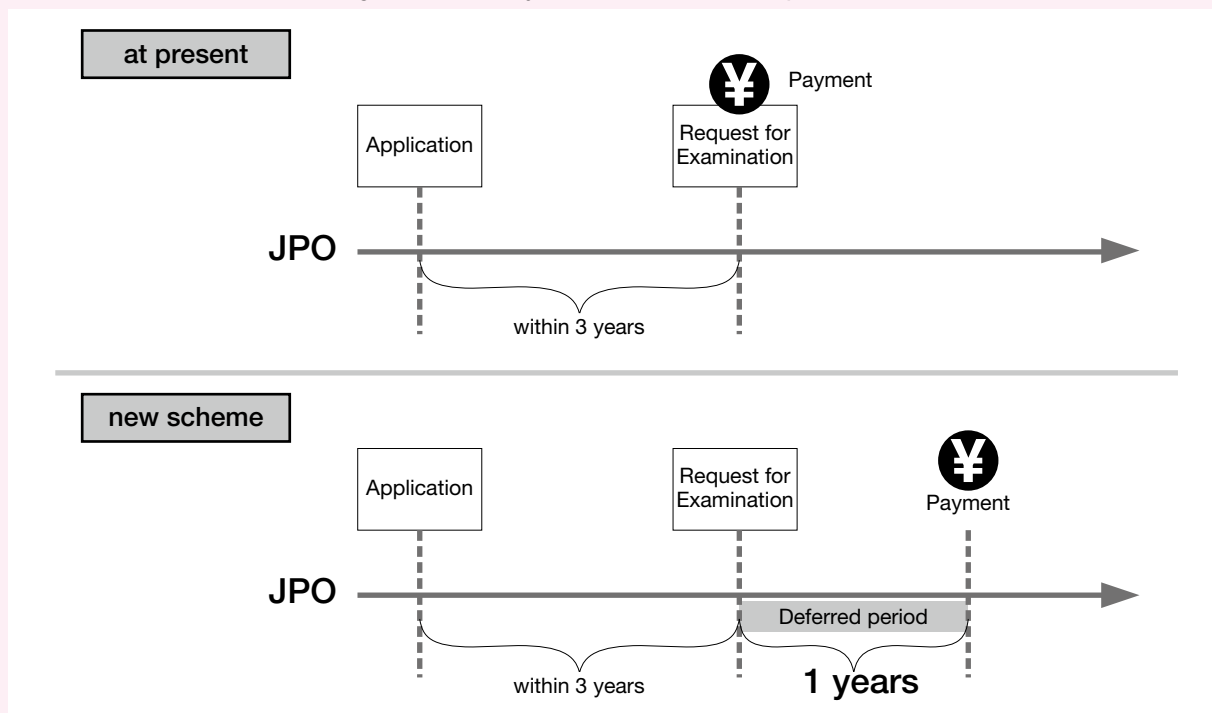 at present
¥
Payment
Application
Request for
Examination
JPO
within 3 years
new scheme
¥
Application
Request for
Examination
Payment
JPO
Deferred period
within 3 years
1 years